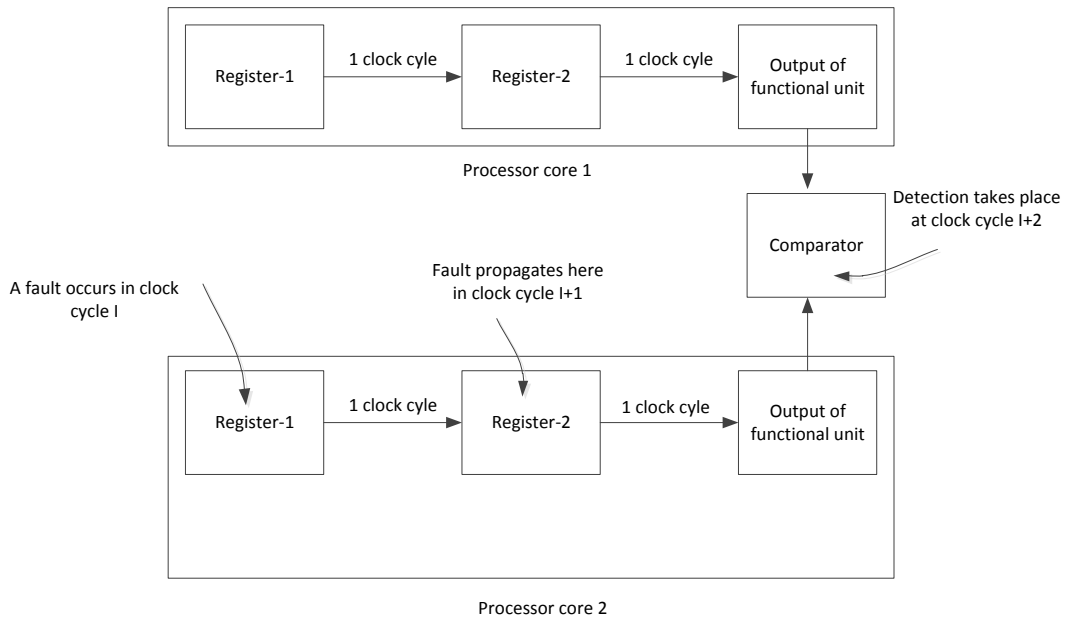 Register-1
1 clock cyle
Register-2
1 clock cyle
Output of
functional unit
Processor core 1
Comparator
Detection takes place
at clock cycle I+2
A fault occurs in clock
cycle I
Fault propagates here
in clock cycle I+1
Register-1
1 clock cyle
Register-2
1 clock cyle
Output of
functional unit
Processor core 2